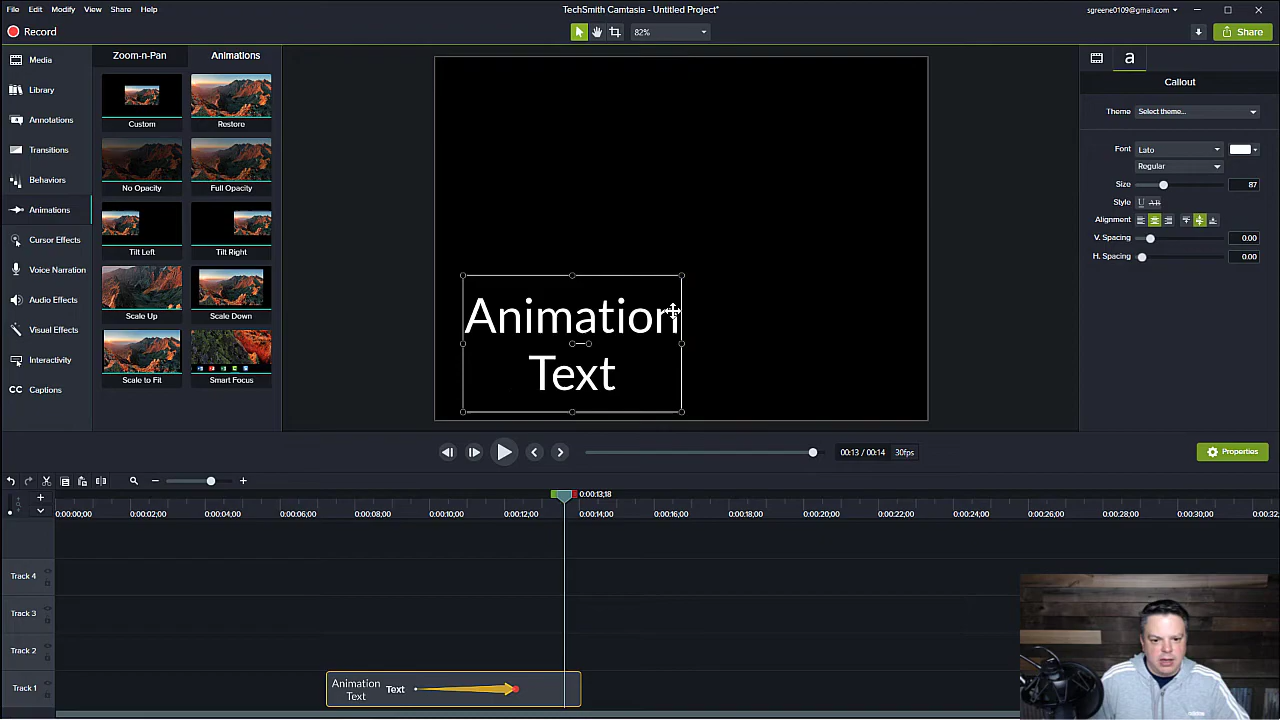 File Edit Modify View Share Help
TechSmith Camtasia - Untitled Project*
sgreene0109@gmail.com
Record
82%
Share
Media
Library
Annotations
Transitions
Behaviors
Animations
Cursor Effects
Voice Narration
Audio Effects
Visual Effects
Interactivity
CC Captions
Zoom-n-Pan Animations
Custom Restore
No Opacity Full Opacity
Tilt Left Tilt Right
Scale Up Scale Down
Scale to Fit Smart Focus
Animation
Text
a
Callout
Theme Select theme...
Font Lato
Regular
Size 87
Style U AB
Alignment
V. Spacing 0.00
H. Spacing 0.00
00:13 / 00:14 30fps
Properties
0:00:13;18
0:00:00;00 0:00:02;00 0:00:04;00 0:00:06;00 0:00:08;00 0:00:10;00 0:00:12;00 0:00:14;00 0:00:16;00 0:00:18;00 0:00:20;00 0:00:22;00 0:00:24;00 0:00:26;00 0:00:28;00 0:00:30;00 0:00:32
Track 4
Track 3
Track 2
Track 1
Animation
Text
Text